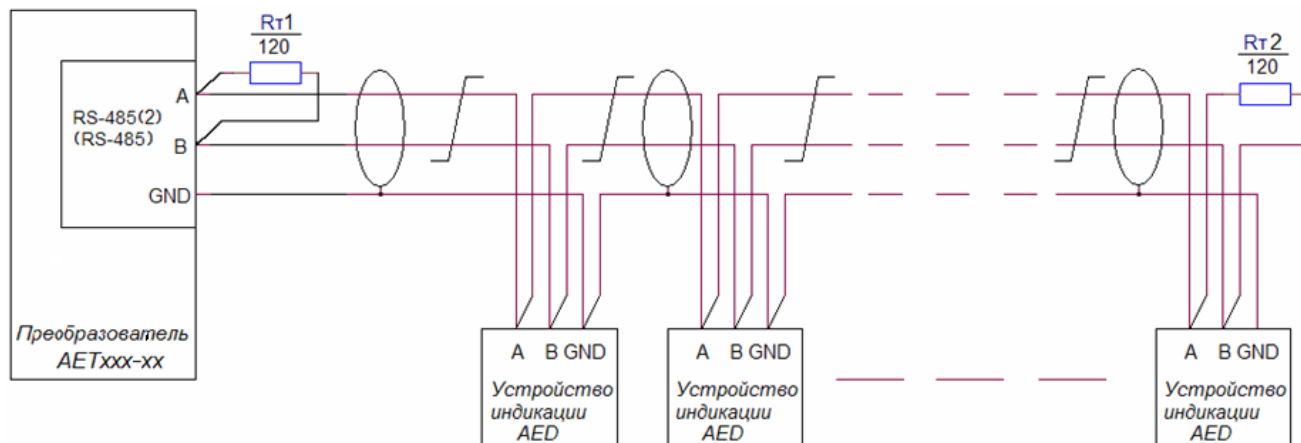 Rт1
120
Rт2
120
A
RS-485(2)
(RS-485)
B
GND
Преобразователь
AETxxx-xx
A B GND
Устройство
индикации
AED
A B GND
Устройство
индикации
AED
A B GND
Устройство
индикации
AED